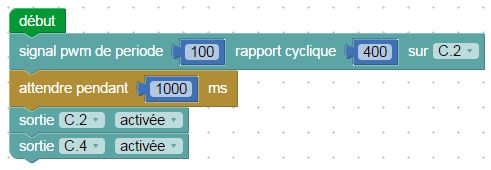 début
signal pwm de periode 100 rapport cyclique 400 sur C.2
attendre pendant 1000 ms
sortie C.2 activée
sortie C.4 activée